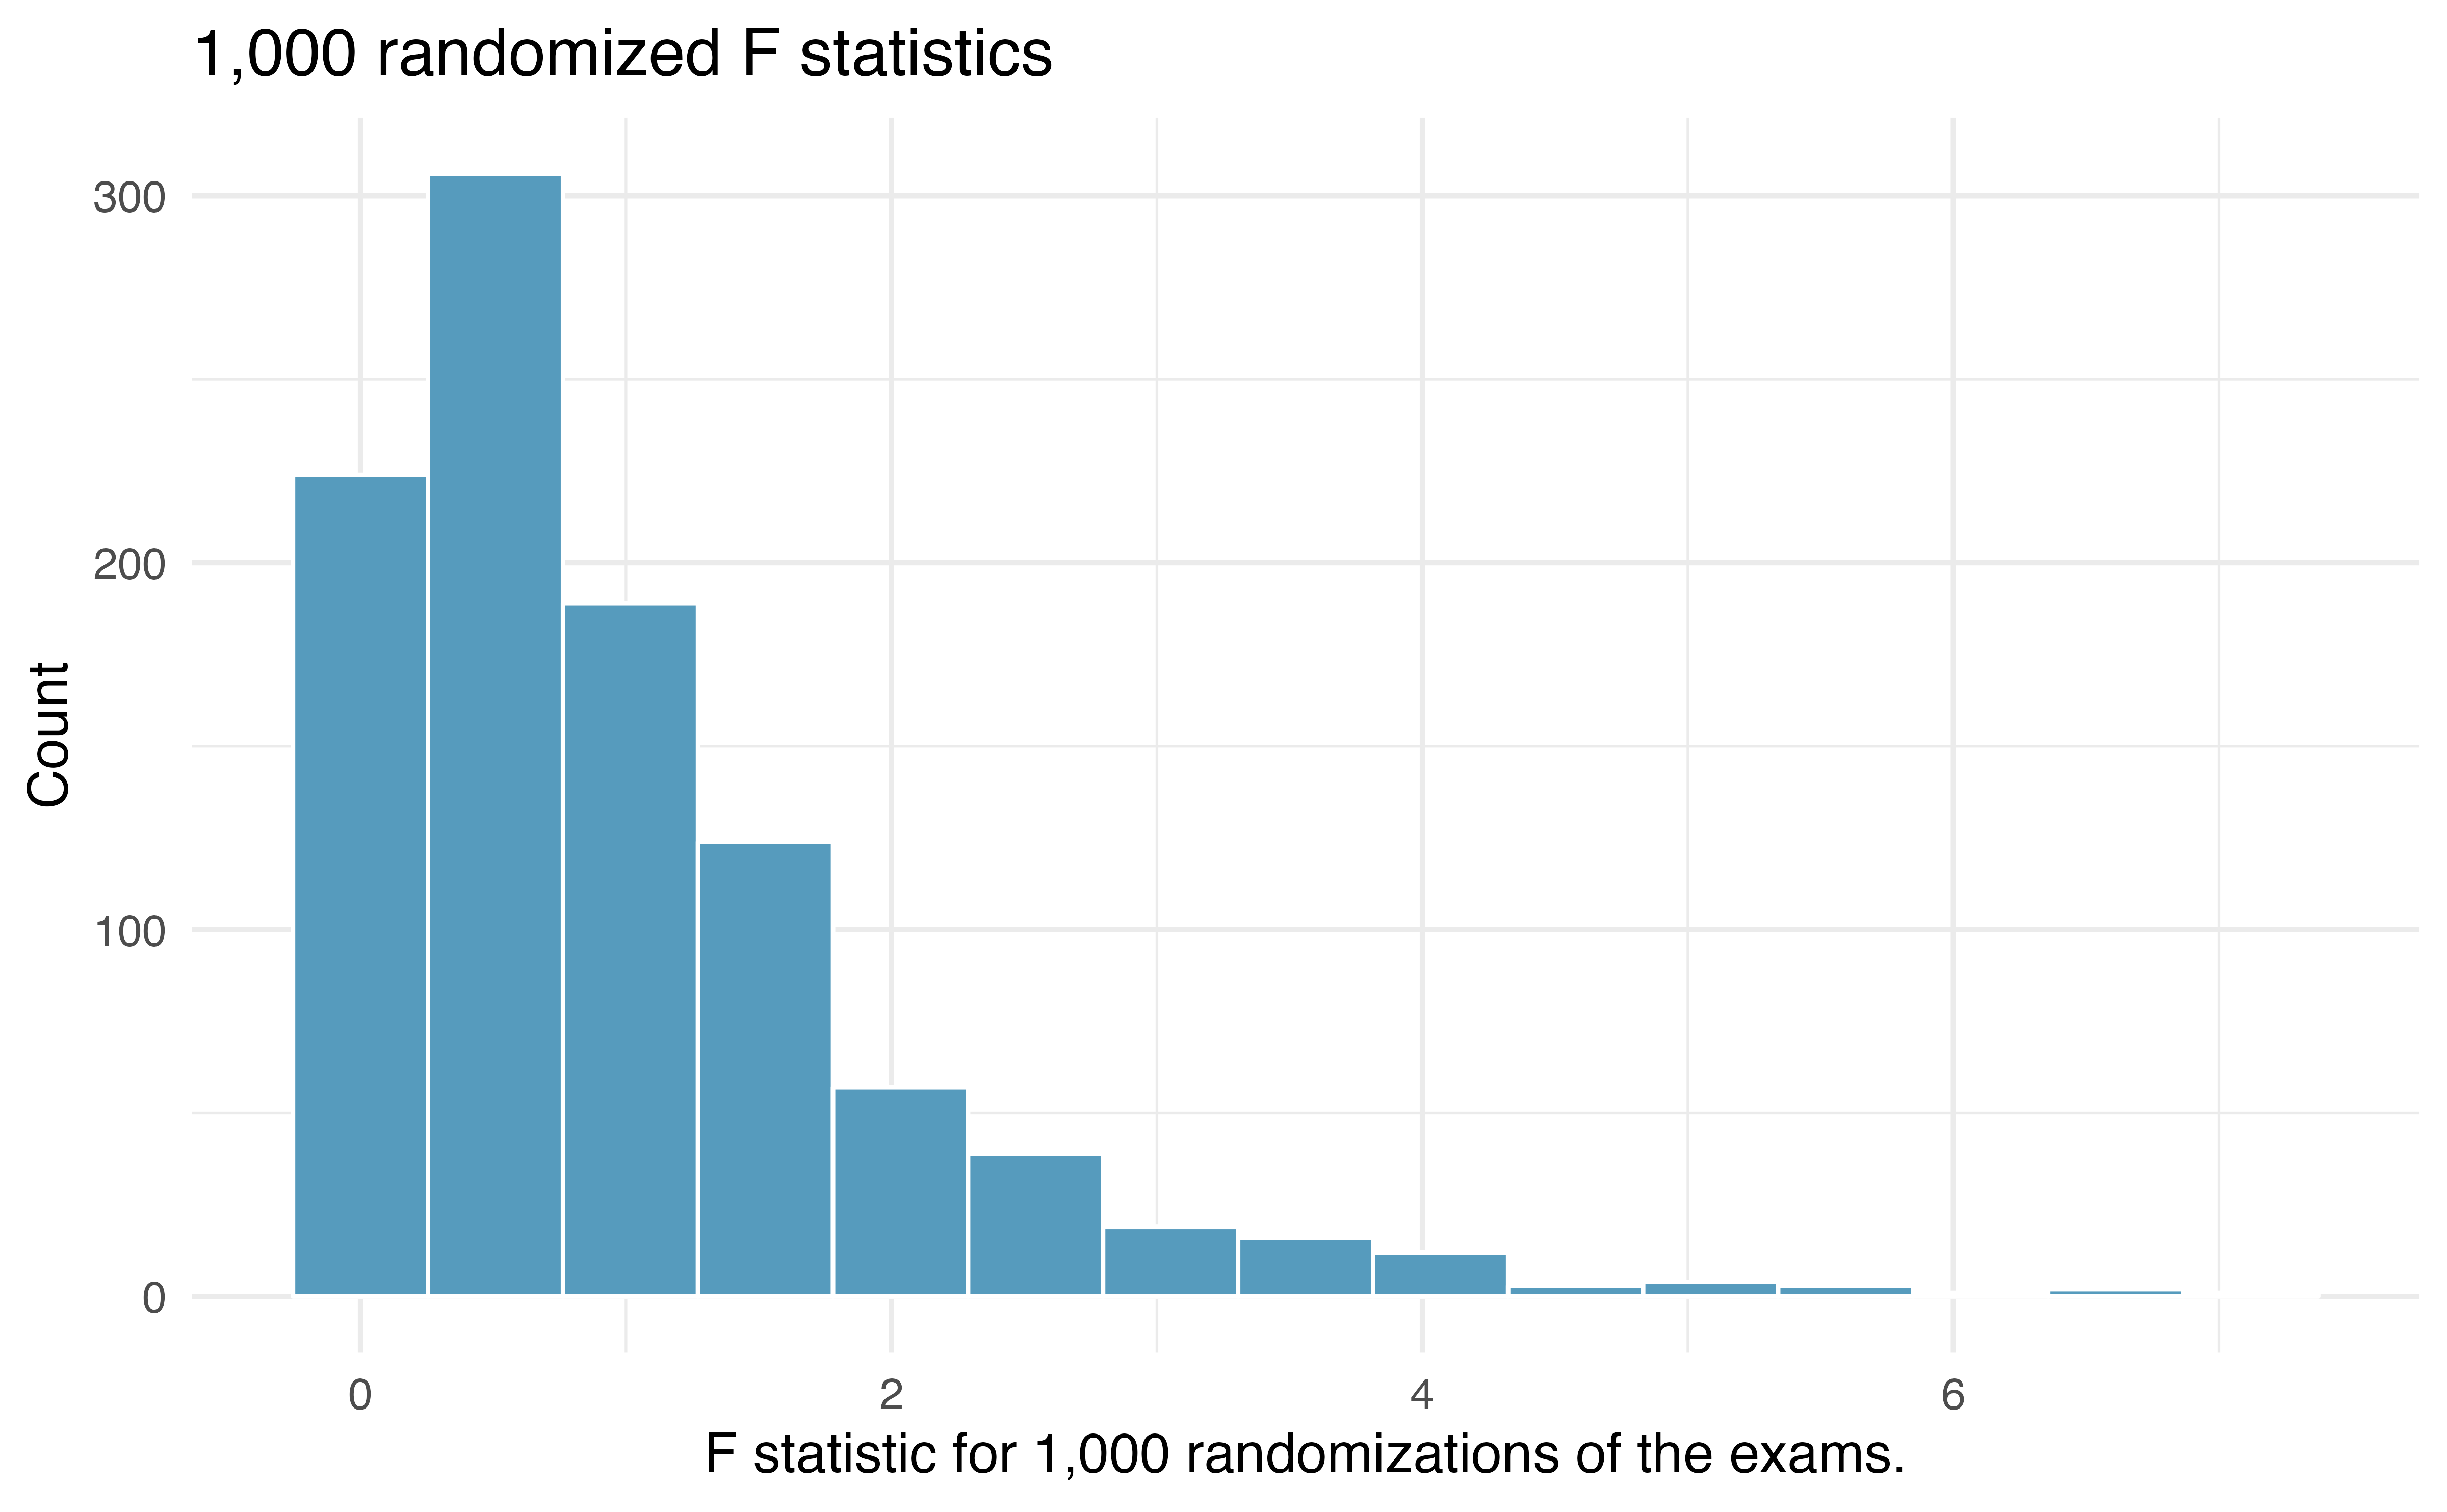 1,000 randomized F statistics
Count
300
200
100
0
0 2 4 6
F statistic for 1,000 randomizations of the exams.